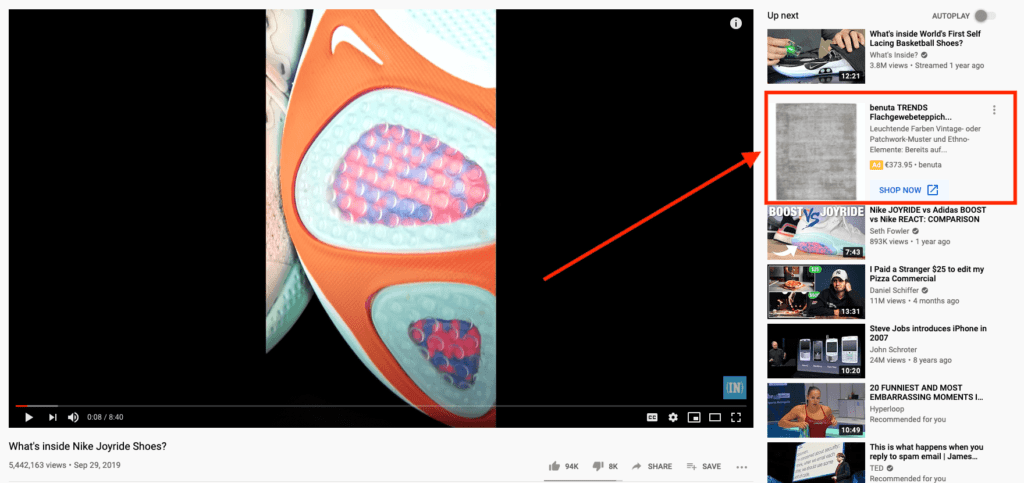 Up next
AUTOPLAY
What's inside World's First Self
Lacing Basketball Shoes?
What's Inside?
3.8M views • Streamed 1 year ago
12:21
benuta TRENDS
Flachgewebeteppich...
Leuchtende Farben Vintage- oder
Patchwork-Muster und Ethno-
Elemente: Bereits auf...
Ad €373.95 • benuta
SHOP NOW
BOOST VS JOYRIDE
7:43
Nike JOYRIDE vs Adidas BOOST
vs Nike REACT: COMPARISON
Seth Fowler
893K views • 1 year ago
I Paid a Stranger $25 to edit my
Pizza Commercial
Daniel Schiffer
11M views • 4 months ago
13:31
Steve Jobs introduces iPhone in
2007
John Schroter
24M views • 8 years ago
10:20
20 FUNNIEST AND MOST
EMBARRASSING MOMENTS I...
Hyperloop
Recommended for you
10:49
This is what happens when you
reply to spam email | James...
TED
Recommended for you
(IN)
0:08 / 8:40
CC
What's inside Nike Joyride Shoes?
5,442,163 views • Sep 29, 2019
94K
8K
SHARE
SAVE